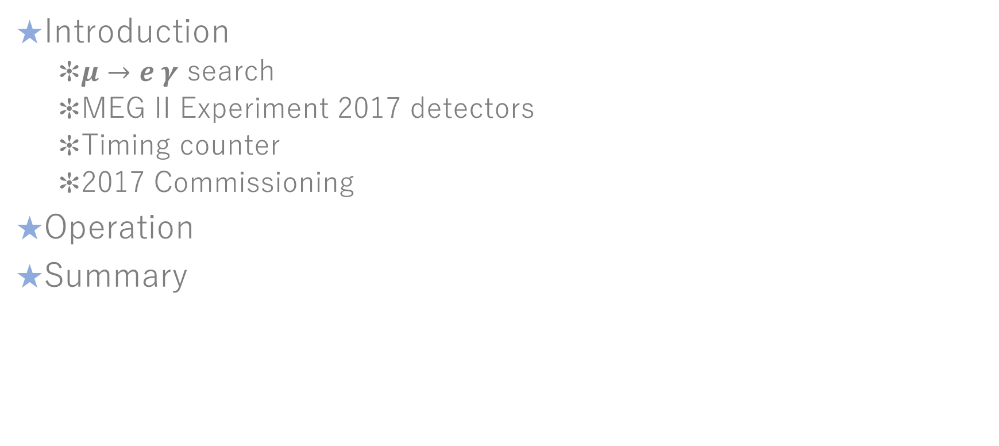 ★Introduction
✻μ → e γ search
✻MEG II Experiment 2017 detectors
✻Timing counter
✻2017 Commissioning
★Operation
★Summary